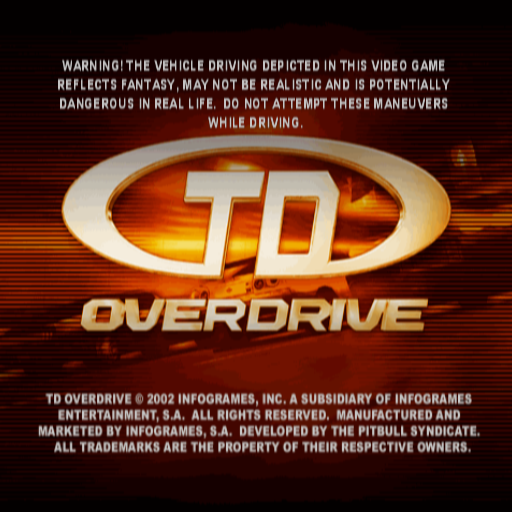 WARNING! THE VEHICLE DRIVING DEPICTED IN THIS VIDEO GAME
REFLECTS FANTASY, MAY NOT BE REALISTIC AND IS POTENTIALLY
DANGEROUS IN REAL LIFE. DO NOT ATTEMPT THESE MANEUVERS
WHILE DRIVING.
TD
OVERDRIVE
TD OVERDRIVE © 2002 INFOGRAMES, INC. A SUBSIDIARY OF INFOGRAMES
ENTERTAINMENT, S.A. ALL RIGHTS RESERVED. MANUFACTURED AND
MARKETED BY INFOGRAMES, S.A. DEVELOPED BY THE PITBULL SYNDICATE.
ALL TRADEMARKS ARE THE PROPERTY OF THEIR RESPECTIVE OWNERS.